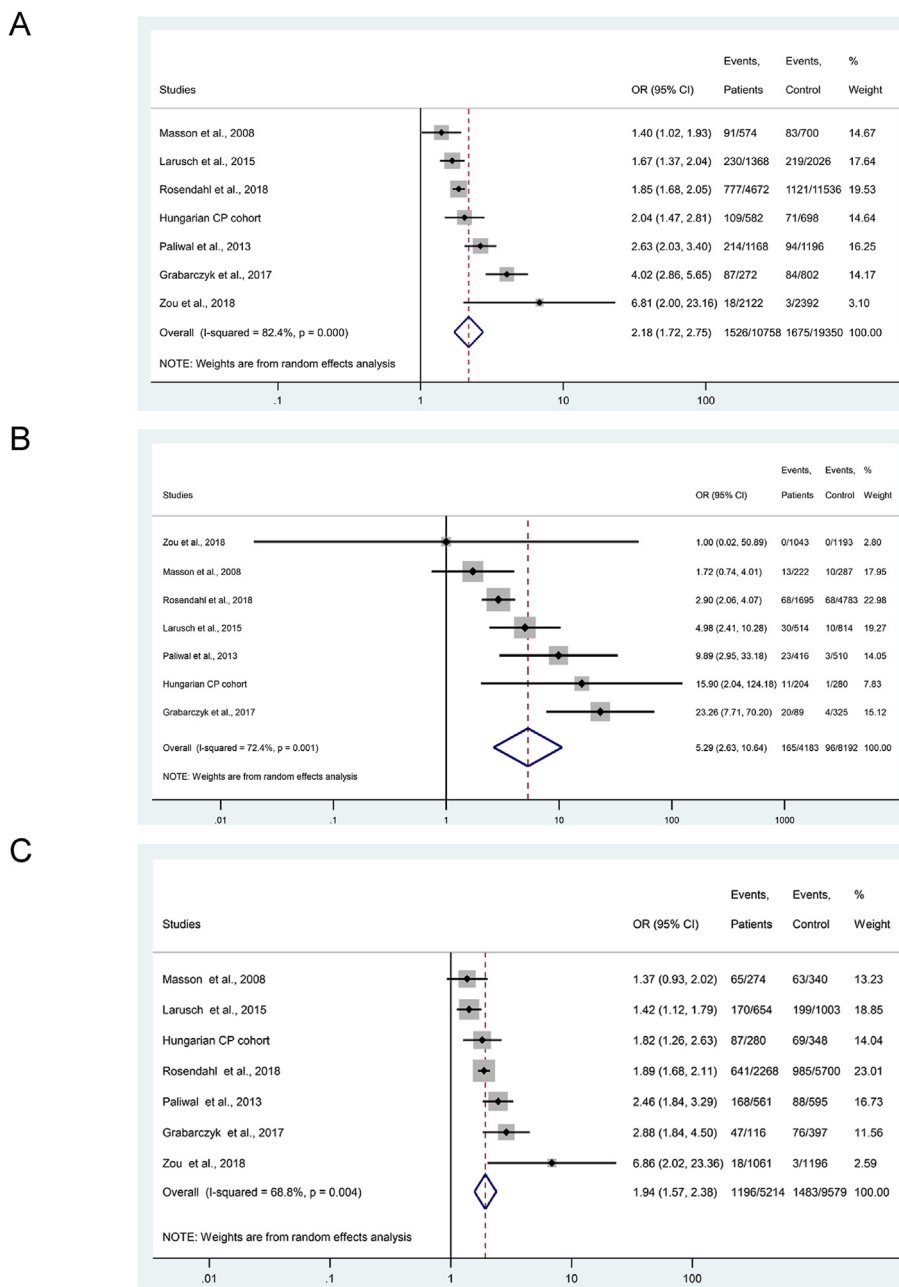 A
Events, Events, %
Studies OR (95% CI) Patients Control Weight
Masson et al., 2008 1.40 (1.02, 1.93) 91/574 83/700 14.67
Larusch et al., 2015 1.67 (1.37, 2.04) 230/1368 219/2026 17.64
Rosendahl et al., 2018 1.85 (1.68, 2.05) 777/4672 1121/11536 19.53
Hungarian CP cohort 2.04 (1.47, 2.81) 109/582 71/698 14.64
Paliwal et al., 2013 2.63 (2.03, 3.40) 214/1168 94/1196 16.25
Grabarczyk et al., 2017 4.02 (2.86, 5.65) 87/272 84/802 14.17
Zou et al., 2018 6.81 (2.00, 23.16) 18/2122 3/2392 3.10
Overall (I-squared = 82.4%, p = 0.000) 2.18 (1.72, 2.75) 1526/10758 1675/19350 100.00
NOTE: Weights are from random effects analysis
.1 1 10 100
B
Events, Events, %
Studies OR (95% CI) Patients Control Weight
Zou et al., 2018 1.00 (0.02, 50.89) 0/1043 0/1193 2.80
Masson et al., 2008 1.72 (0.74, 4.01) 13/222 10/287 17.95
Rosendahl et al., 2018 2.90 (2.06, 4.07) 68/1695 68/4783 22.98
Larusch et al., 2015 4.98 (2.41, 10.28) 30/514 10/814 19.27
Paliwal et al., 2013 9.89 (2.95, 33.18) 23/416 3/510 14.05
Hungarian CP cohort 15.90 (2.04, 124.18) 11/204 1/280 7.83
Grabarczyk et al., 2017 23.26 (7.71, 70.20) 20/89 4/325 15.12
Overall (I-squared = 72.4%, p = 0.001) 5.29 (2.63, 10.64) 165/4183 96/8192 100.00
NOTE: Weights are from random effects analysis
.01 .1 1 10 100 1000
C
Events, Events, %
Studies OR (95% CI) Patients Control Weight
Masson et al., 2008 1.37 (0.93, 2.02) 65/274 63/340 13.23
Larusch et al., 2015 1.42 (1.12, 1.79) 170/654 199/1003 18.85
Hungarian CP cohort 1.82 (1.26, 2.63) 87/280 69/348 14.04
Rosendahl et al., 2018 1.89 (1.68, 2.11) 641/2268 985/5700 23.01
Paliwal et al., 2013 2.46 (1.84, 3.29) 168/561 88/595 16.73
Grabarczyk et al., 2017 2.88 (1.84, 4.50) 47/116 76/397 11.56
Zou et al., 2018 6.86 (2.02, 23.36) 18/1061 3/1196 2.59
Overall (I-squared = 68.8%, p = 0.004) 1.94 (1.57, 2.38) 1196/5214 1483/9579 100.00
NOTE: Weights are from random effects analysis
.01 .1 1 10 100